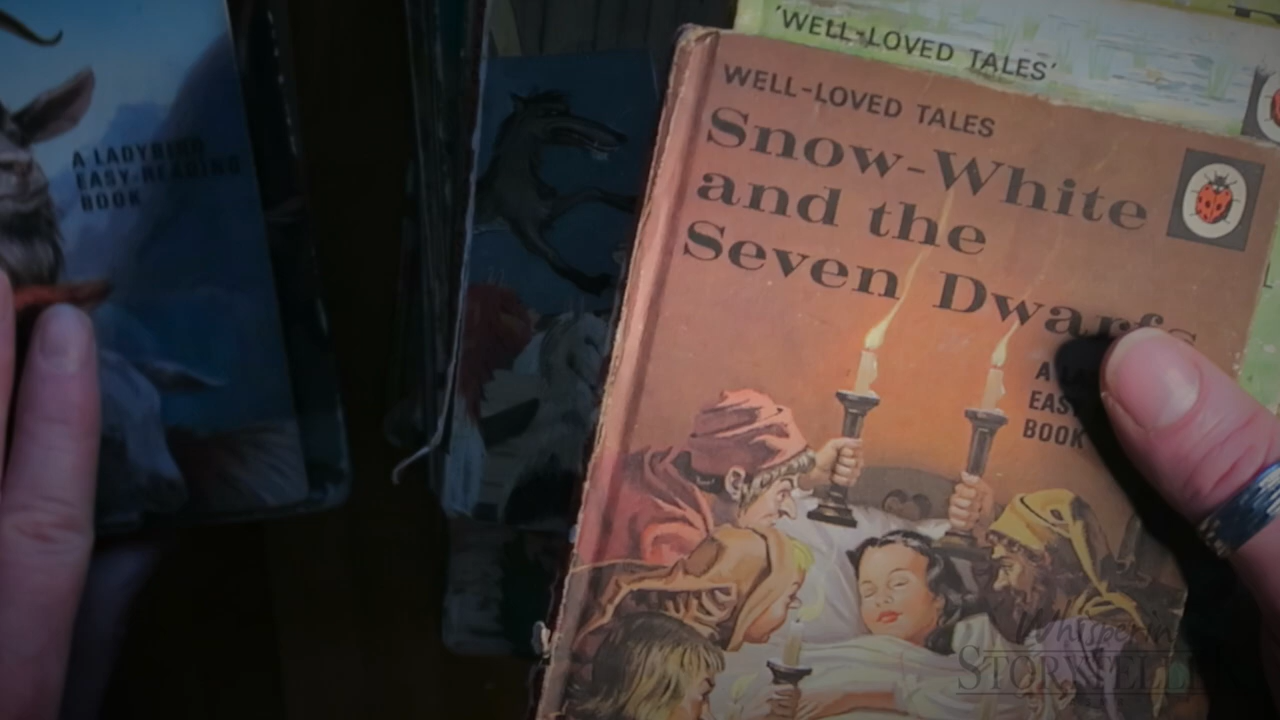 A LADYBIRD
EASY-READING
BOOK
'WELL-LOVED TALES'
WELL-LOVED TALES
Snow-White
and the
Seven Dwarfs
A
EAS
BOOK
Whisperin
STORYTELLER